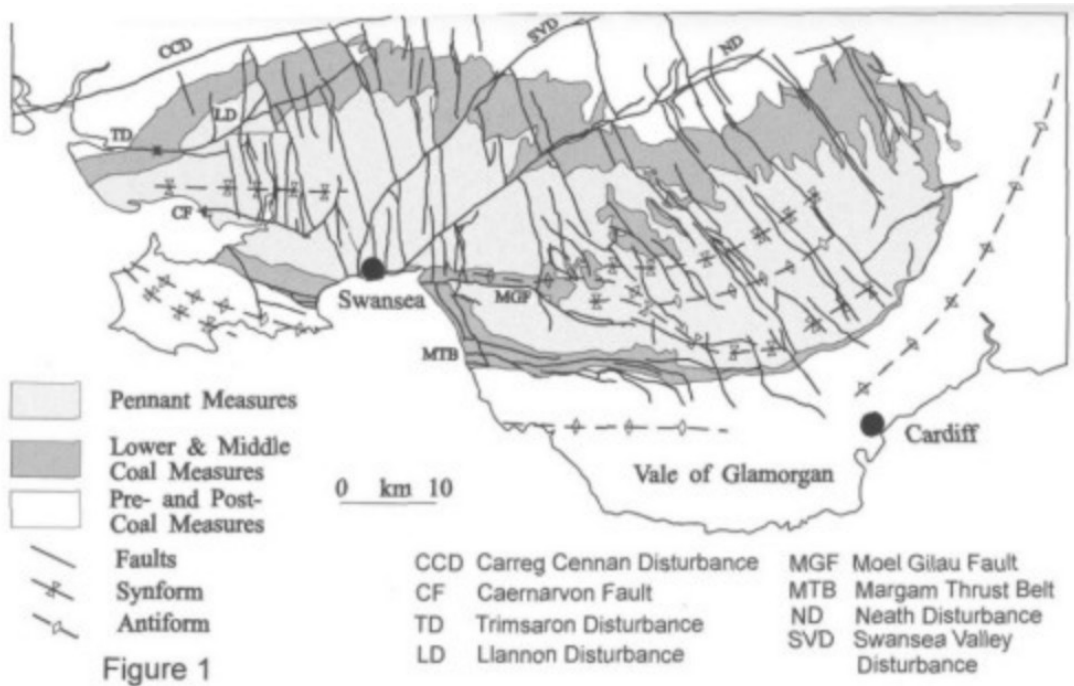 CCD
SVD
ND
LD
TD
CF
Swansea
MGF
MTB
Cardiff
Vale of Glamorgan
Pennant Measures
Lower & Middle
Coal Measures
Pre- and Post-
Coal Measures
Faults
Synform
Antiform
Figure 1
0 km 10
CCD Carreg Cennan Disturbance
CF Caernarvon Fault
TD Trimsaron Disturbance
LD Llannon Disturbance
MGF Moel Gilau Fault
MTB Margam Thrust Belt
ND Neath Disturbance
SVD Swansea Valley
Disturbance